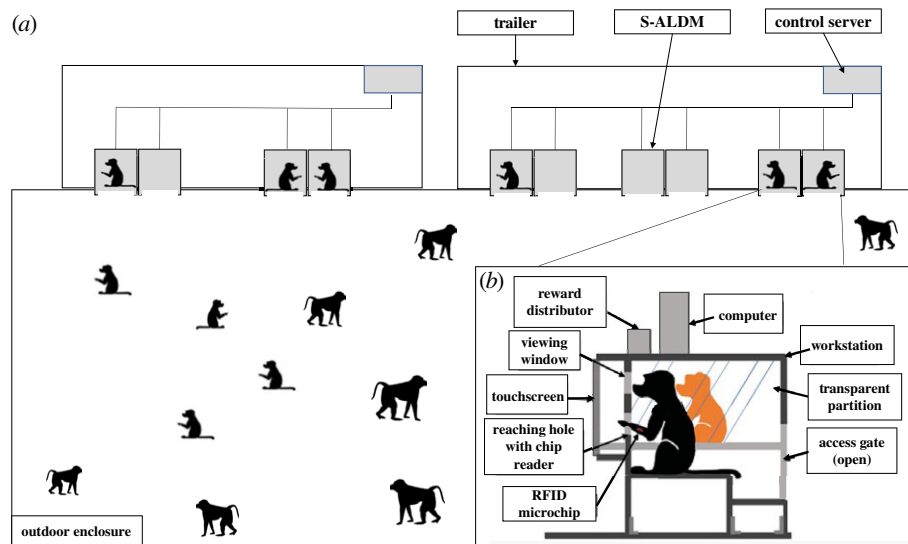 (a)
trailer
S-ALDM
control server
outdoor enclosure
(b)
reward
distributor
computer
viewing
window
workstation
touchscreen
transparent
partition
reaching hole
with chip
reader
access gate
(open)
RFID
microchip